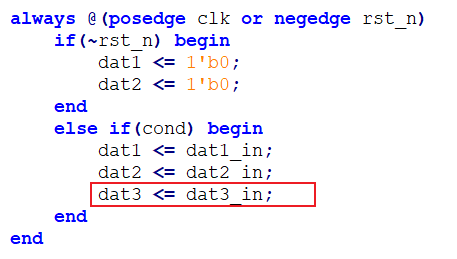 always @(posedge clk or negedge rst_n)
    if(~rst_n) begin
        dat1 <= 1'b0;
        dat2 <= 1'b0;
    end
    else if(cond) begin
        dat1 <= dat1_in;
        dat2 <= dat2_in;
        dat3 <= dat3_in;
    end
end